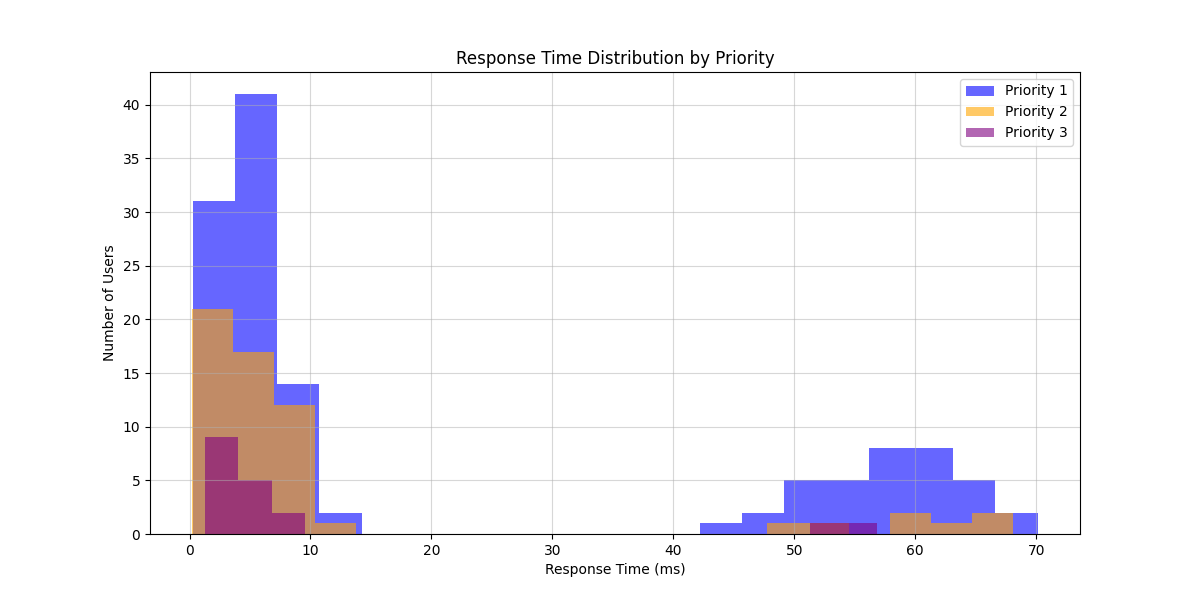 Response Time Distribution by Priority
Priority 1
Priority 2
Priority 3
40
35
30
25
20
15
10
5
0
Number of Users
0 10 20 30 40 50 60 70
Response Time (ms)